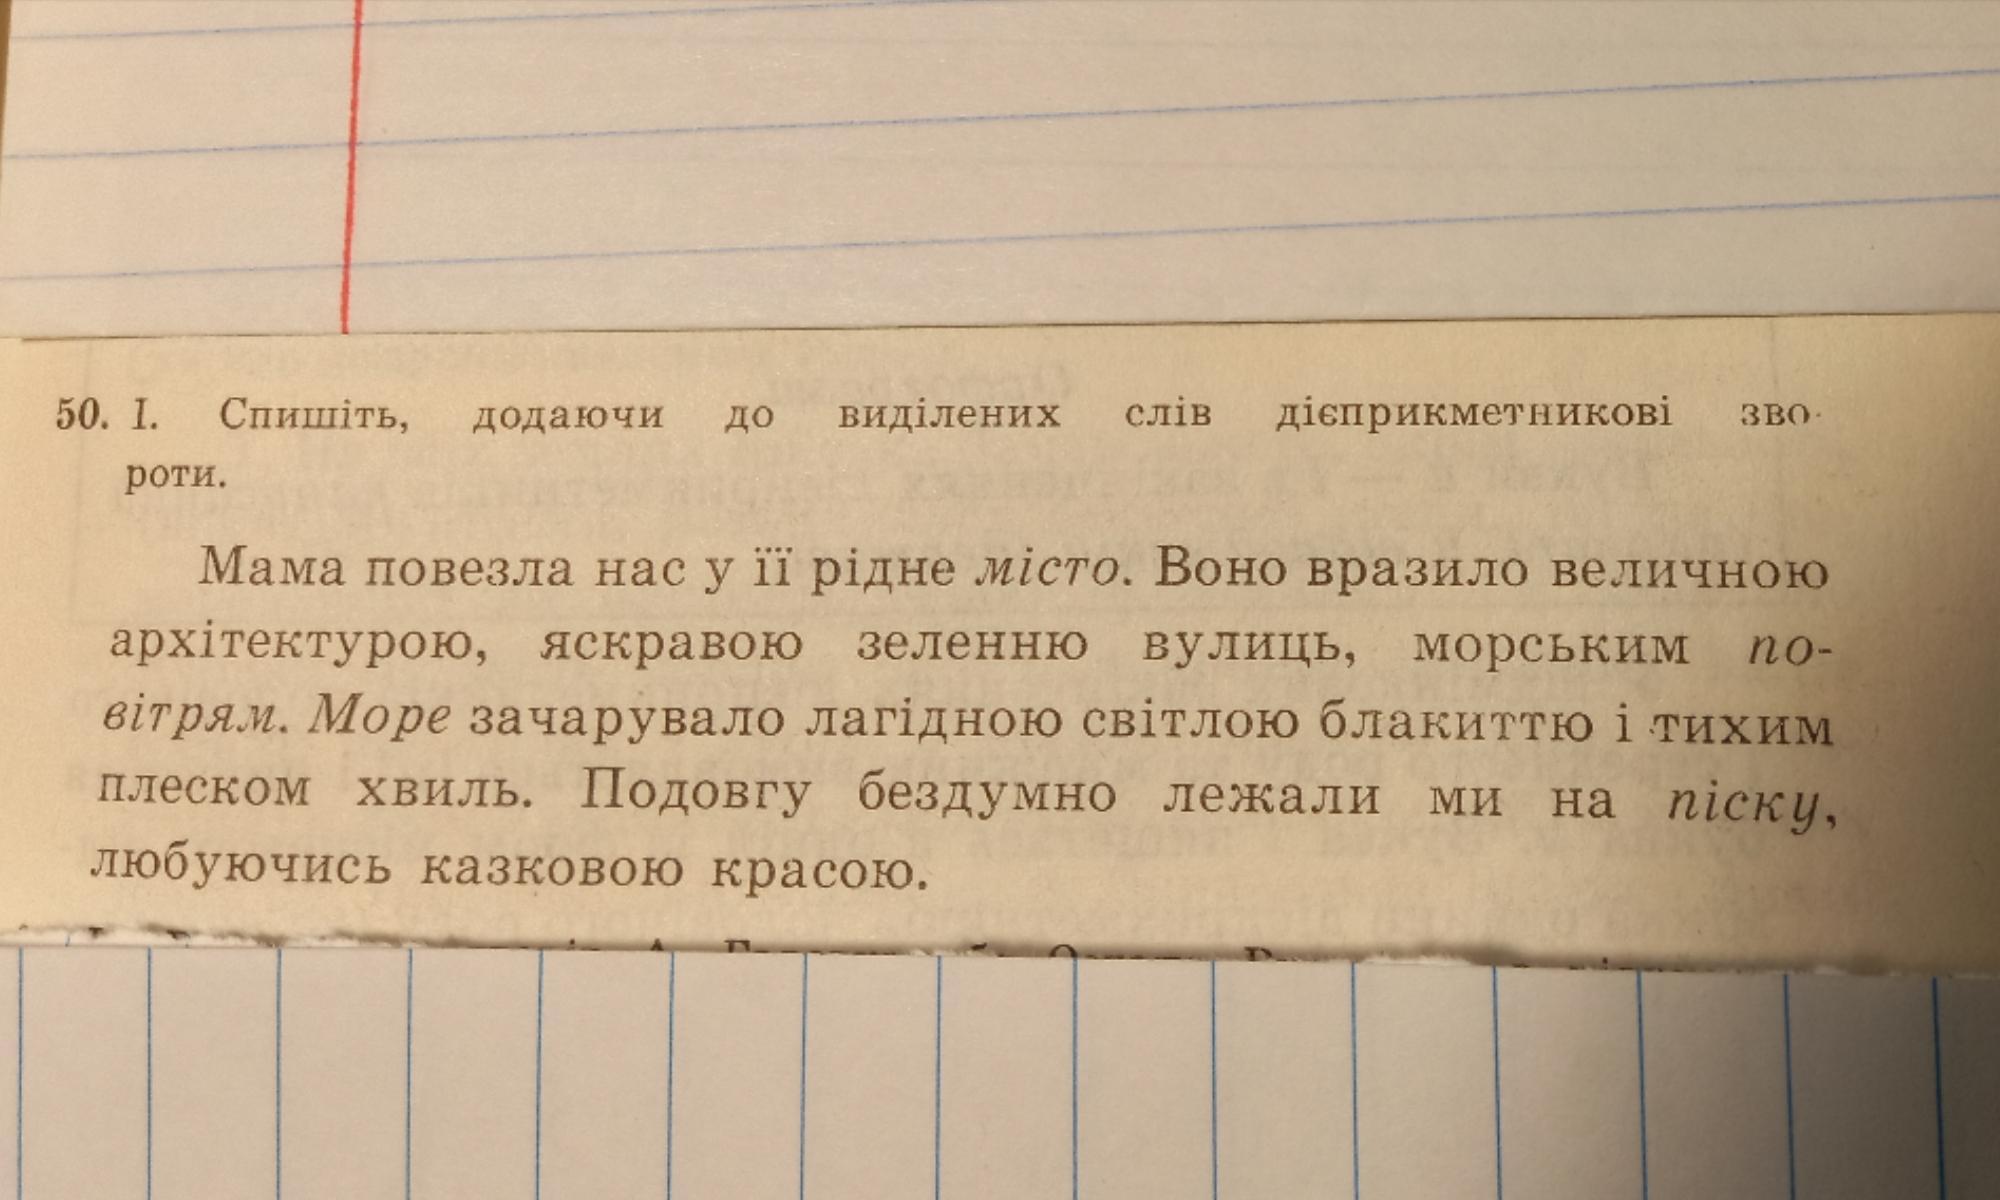 50. I. Спишіть, додаючи до виділених слів дієприкметникові зво-
роти.
Мама повезла нас у її рідне місто. Воно вразило величною
архітектурою, яскравою зеленню вулиць, морським по-
вітрям. Море зачарувало лагідною світлою блакиттю і тихим
плеском хвиль. Подовгу бездумно лежали ми на піску,
любуючись казковою красою.